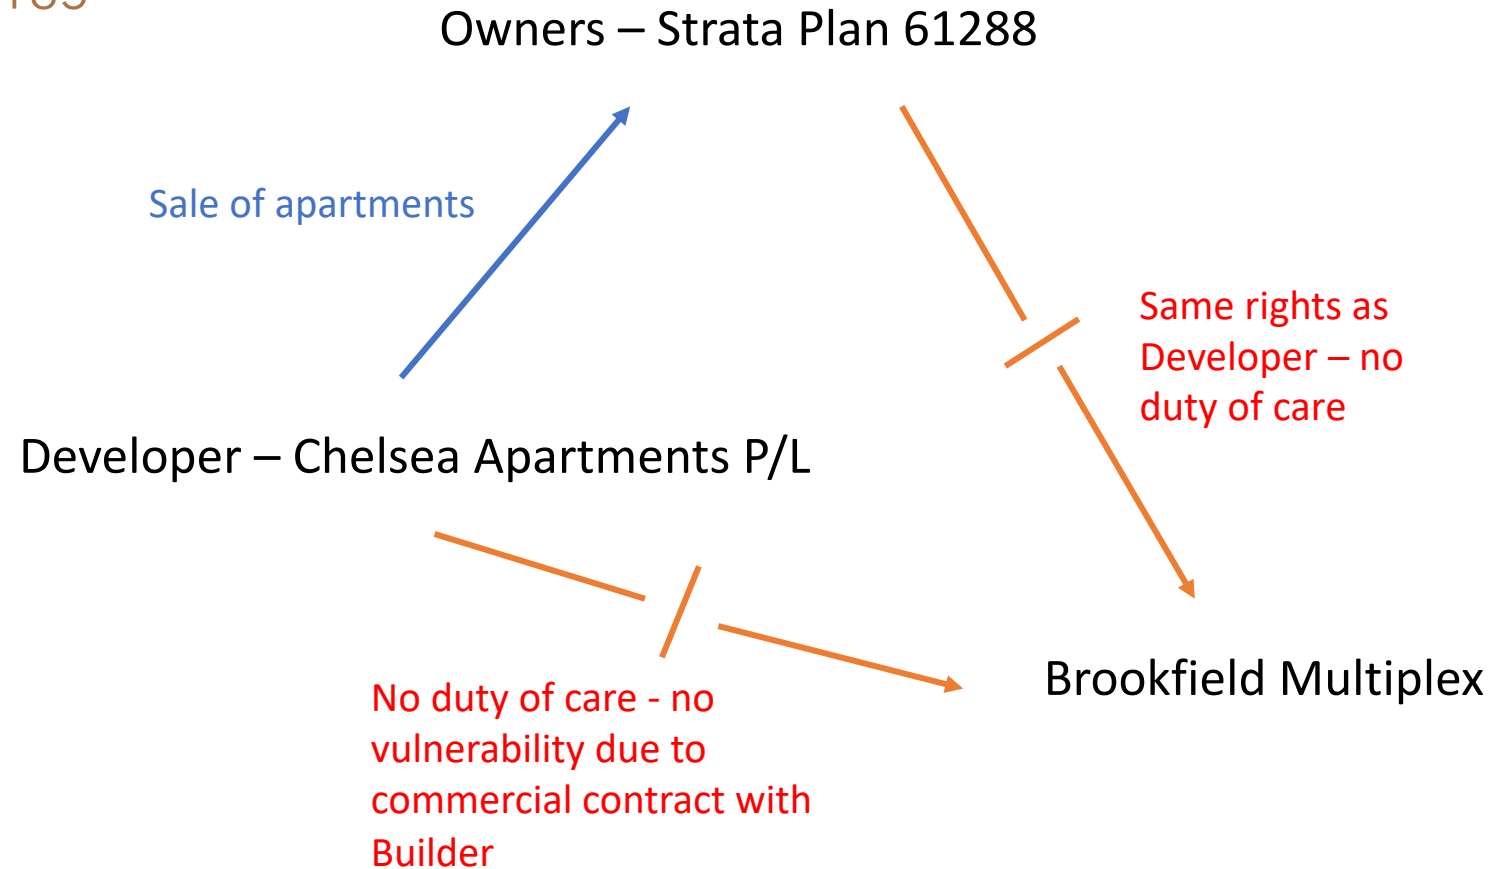 Owners – Strata Plan 61288
Sale of apartments
Same rights as
Developer – no
duty of care
Developer – Chelsea Apartments P/L
Brookfield Multiplex
No duty of care - no
vulnerability due to
commercial contract with
Builder